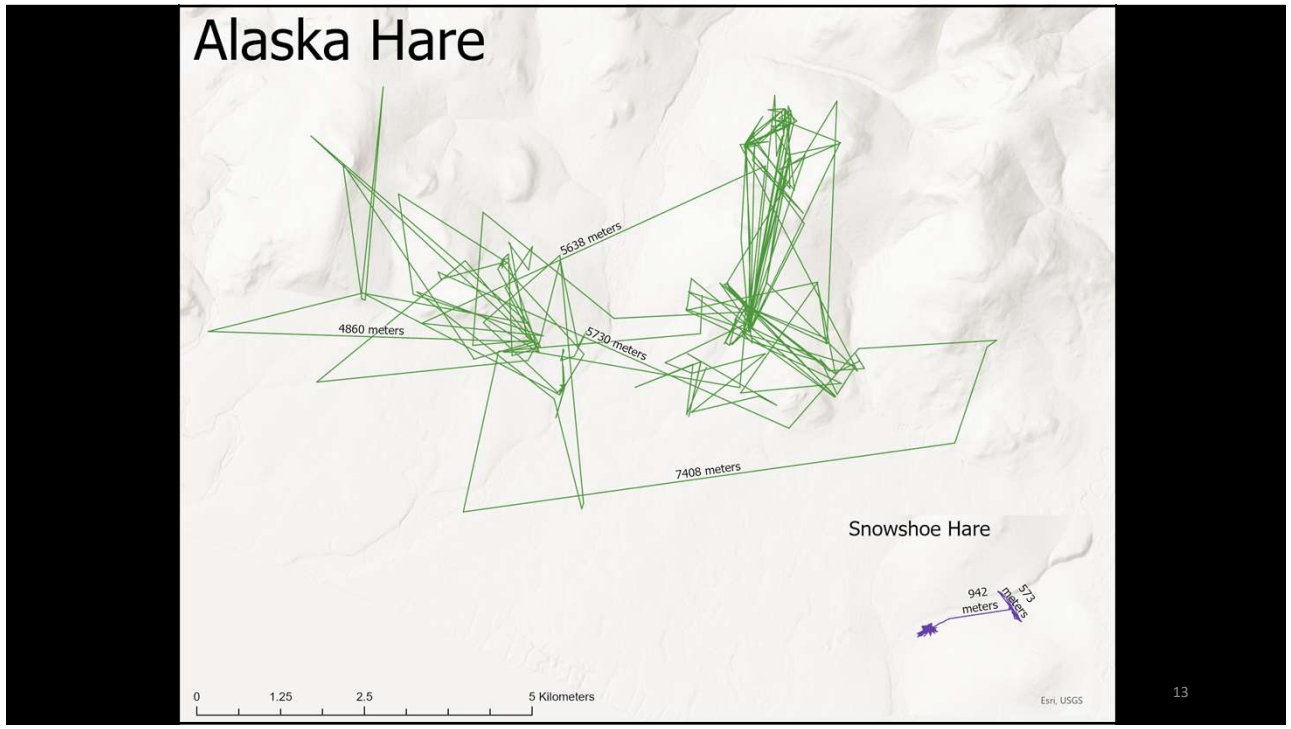 Alaska Hare
5638 meters
4860 meters
5730 meters
7408 meters
Snowshoe Hare
942
meters
573
meters
0 1.25 2.5 5 Kilometers
Esri, USGS
13